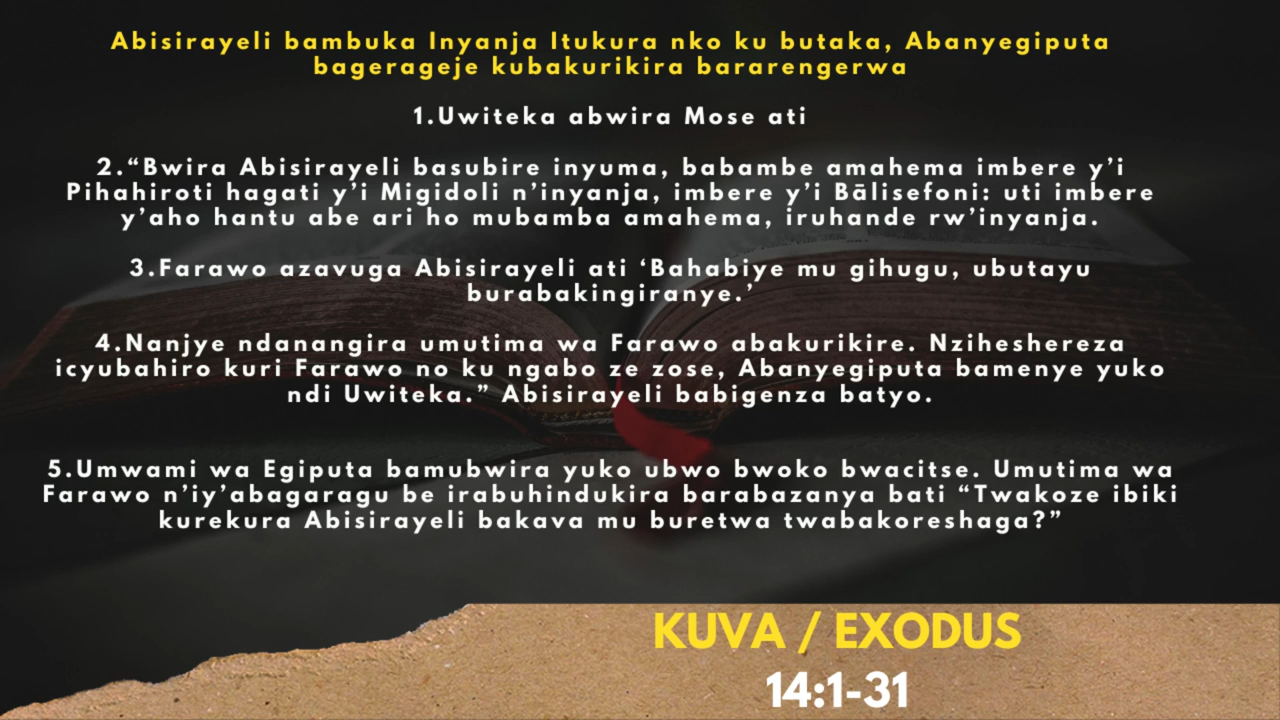 Abisirayeli bambuka Inyanja Itukura nko ku butaka, Abanyegiputa
bagerageje kubakurikira bararengerwa
1.Uwiteka abwira Mose ati
2.“Bwira Abisirayeli basubire inyuma, babambe amahema imbere y’i
Pihahiroti hagati y’i Migidoli n’inyanja, imbere y’i Bālisefoni: uti imbere
y’aho hantu abe ari ho mubamba amahema, iruhande rw’inyanja.
3.Farawo azavuga Abisirayeli ati ‘Bahabiye mu gihugu, ubutayu
burabakingiranye.’
4.Nanjye ndanangira umutima wa Farawo abakurikire. Nziheshereza
icyubahiro kuri Farawo no ku ngabo ze zose, Abanyegiputa bamenye yuko
ndi Uwiteka.” Abisirayeli babigenza batyo.
5.Umwami wa Egiputa bamubwira yuko ubwo bwoko bwacitse. Umutima wa
Farawo n’iy’abagaragu be irabuhindukira barabazanya bati “Twakoze ibiki
kurekura Abisirayeli bakava mu buretwa twabakoreshaga?”
KUVA / EXODUS
14:1-31